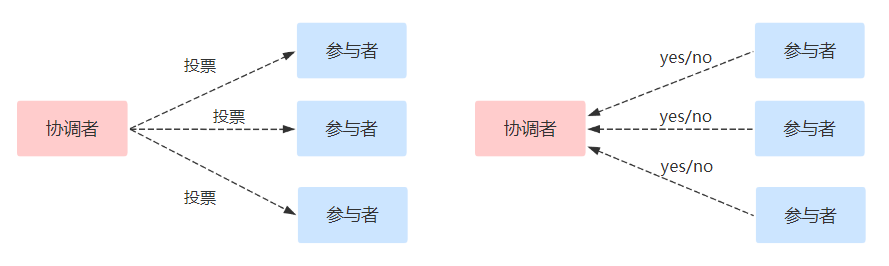 参与者
投票
投票
协调者
参与者
投票
参与者
参与者
yes/no
yes/no
协调者
参与者
yes/no
参与者